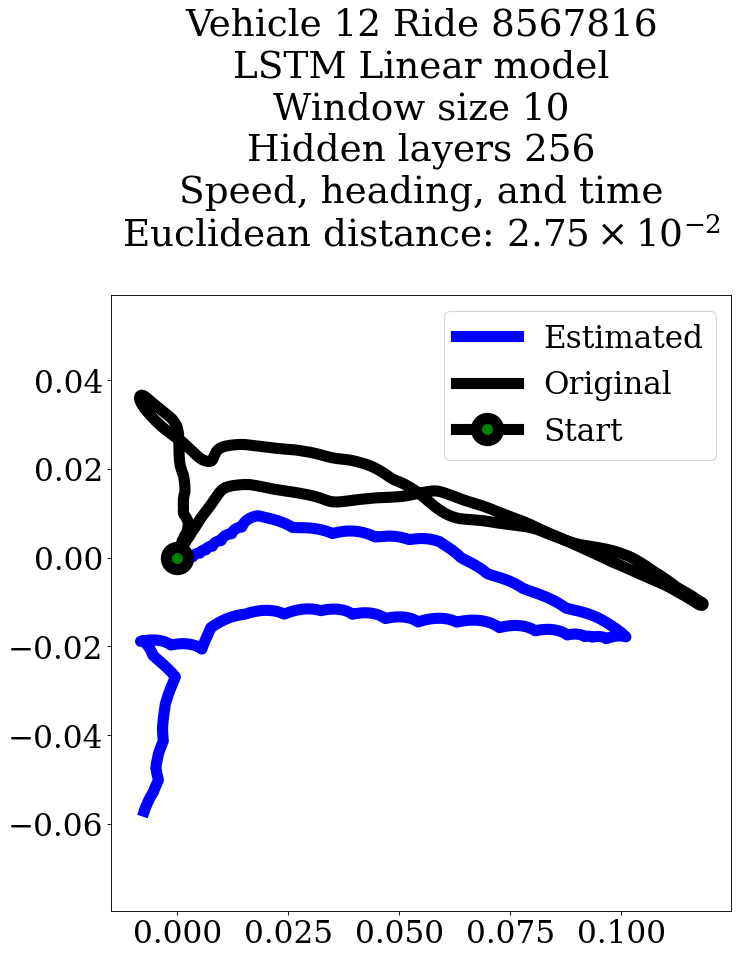 Vehicle 12 Ride 8567816
LSTM Linear model
Window size 10
Hidden layers 256
Speed, heading, and time
Euclidean distance: 2.75 × 10⁻²
Estimated
Original
Start
0.04
0.02
0.00
−0.02
−0.04
−0.06
0.000 0.025 0.050 0.075 0.100